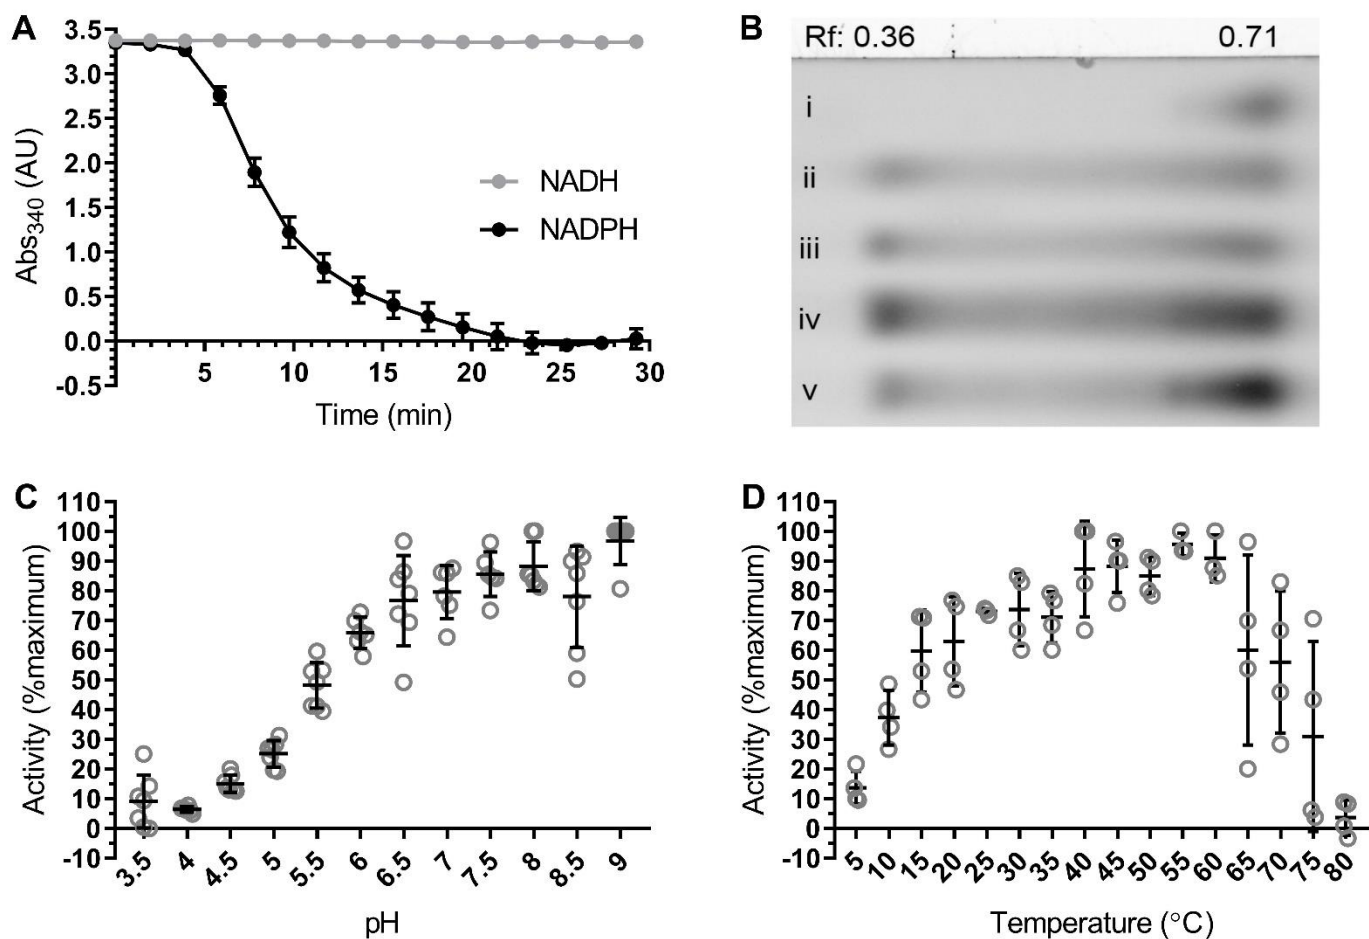 A
3.5
3.0
2.5
2.0
1.5
1.0
0.5
0.0
-0.5
Abs340 (AU)
5 10 15 20 25 30
Time (min)
NADH
NADPH
B
Rf: 0.36 0.71
i
ii
iii
iv
v
C
110
100
90
80
70
60
50
40
30
20
10
0
-10
Activity (%maximum)
3.5 4 4.5 5 5.5 6 6.5 7 7.5 8 8.5 9
pH
D
110
100
90
80
70
60
50
40
30
20
10
0
-10
Activity (%maximum)
5 10 15 20 25 30 35 40 45 50 55 60 65 70 75 80
Temperature (°C)